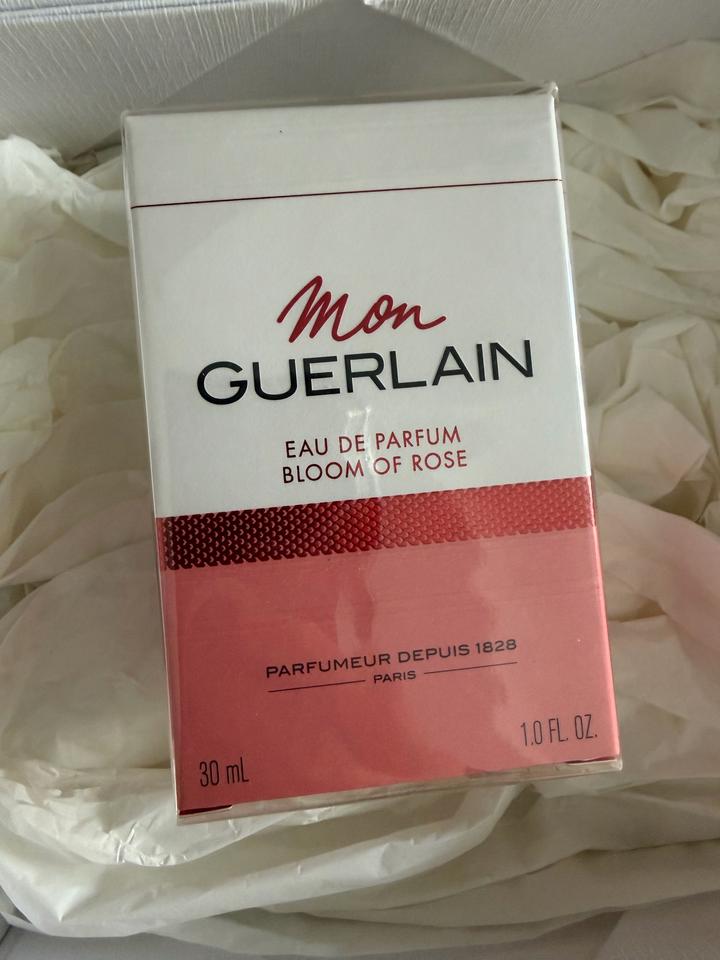 Mon
GUERLAIN
EAU DE PARFUM
BLOOM OF ROSE
PARFUMEUR DEPUIS 1828
PARIS
30 mL
1.0 FL. OZ.